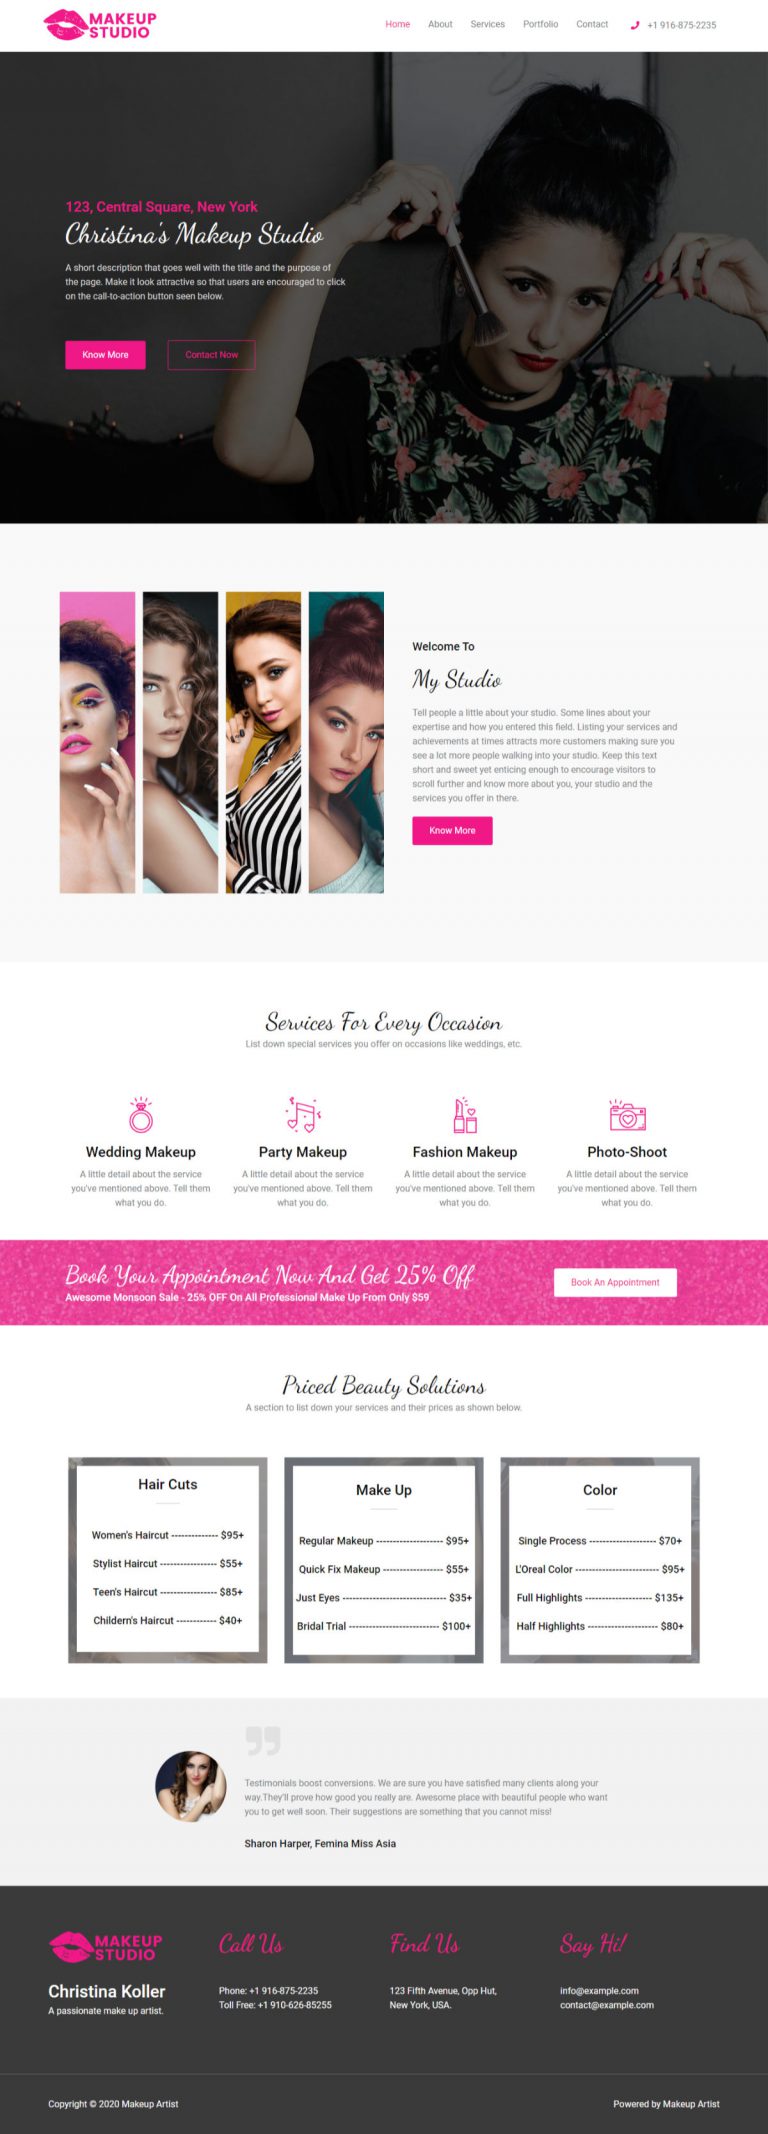 MAKEUP
STUDIO
Home About Services Portfolio Contact +1 916-875-2235
123, Central Square, New York
Christina's Makeup Studio
A short description that goes well with the title and the purpose of
the page. Make it look attractive so that users are encouraged to click
on the call-to-action button seen below.
Know More Contact Now
Welcome To
My Studio
Tell people a little about your studio. Some lines about your
expertise and how you entered this field. Listing your services and
achievements at times attracts more customers making sure you
see a lot more people walking into your studio. Keep this text
short and sweet yet enticing enough to encourage visitors to
scroll further and know more about you, your studio and the
services you offer in there.
Know More
Services For Every Occasion
List down special services you offer on occasions like weddings, etc.
Wedding Makeup
A little detail about the service
you've mentioned above. Tell them
what you do.
Party Makeup
A little detail about the service
you've mentioned above. Tell them
what you do.
Fashion Makeup
A little detail about the service
you've mentioned above. Tell them
what you do.
Photo-Shoot
A little detail about the service
you've mentioned above. Tell them
what you do.
Book Your Appointment Now And Get 25% Off
Awesome Monsoon Sale - 25% OFF On All Professional Make Up From Only $59
Book An Appointment
Priced Beauty Solutions
A section to list down your services and their prices as shown below.
Hair Cuts
Women's Haircut -------------- $95+
Stylist Haircut ----------------- $55+
Teen's Haircut ---------------- $85+
Childern's Haircut ------------ $40+
Make Up
Regular Makeup -------------------- $95+
Quick Fix Makeup ------------------ $55+
Just Eyes ------------------------------- $35+
Bridal Trial --------------------------- $100+
Color
Single Process -------------------- $70+
L'Oreal Color ------------------------- $95+
Full Highlights -------------------- $135+
Half Highlights --------------------- $80+
Testimonials boost conversions. We are sure you have satisfied many clients along your
way.They'll prove how good you really are. Awesome place with beautiful people who want
you to get well soon. Their suggestions are something that you cannot miss!
Sharon Harper, Femina Miss Asia
MAKEUP
STUDIO
Christina Koller
A passionate make up artist.
Call Us
Phone: +1 916-875-2235
Toll Free: +1 910-626-85255
Find Us
123 Fifth Avenue, Opp Hut,
New York, USA.
Say Hi!
info@example.com
contact@example.com
Copyright © 2020 Makeup Artist
Powered by Makeup Artist